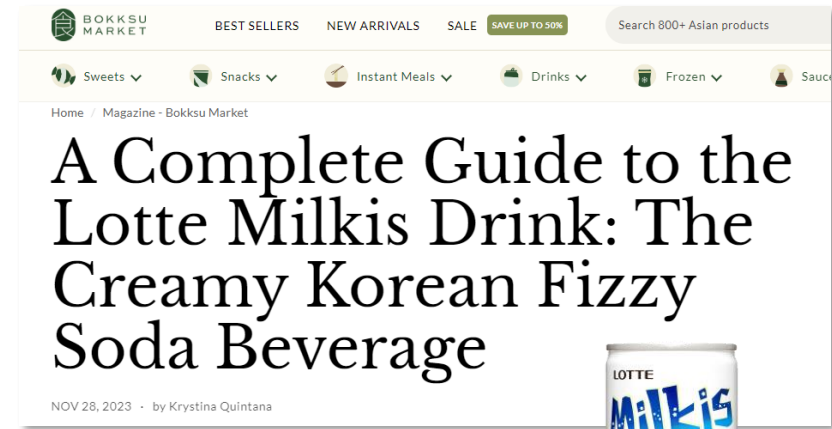 BOKKSU
MARKET
BEST SELLERS NEW ARRIVALS SALE SAVE UP TO 50% Search 800+ Asian products
Sweets Snacks Instant Meals Drinks Frozen Sauc
Home / Magazine - Bokksu Market
A Complete Guide to the
Lotte Milkis Drink: The
Creamy Korean Fizzy
Soda Beverage
NOV 28, 2023 · by Krystina Quintana
LOTTE
Milkis